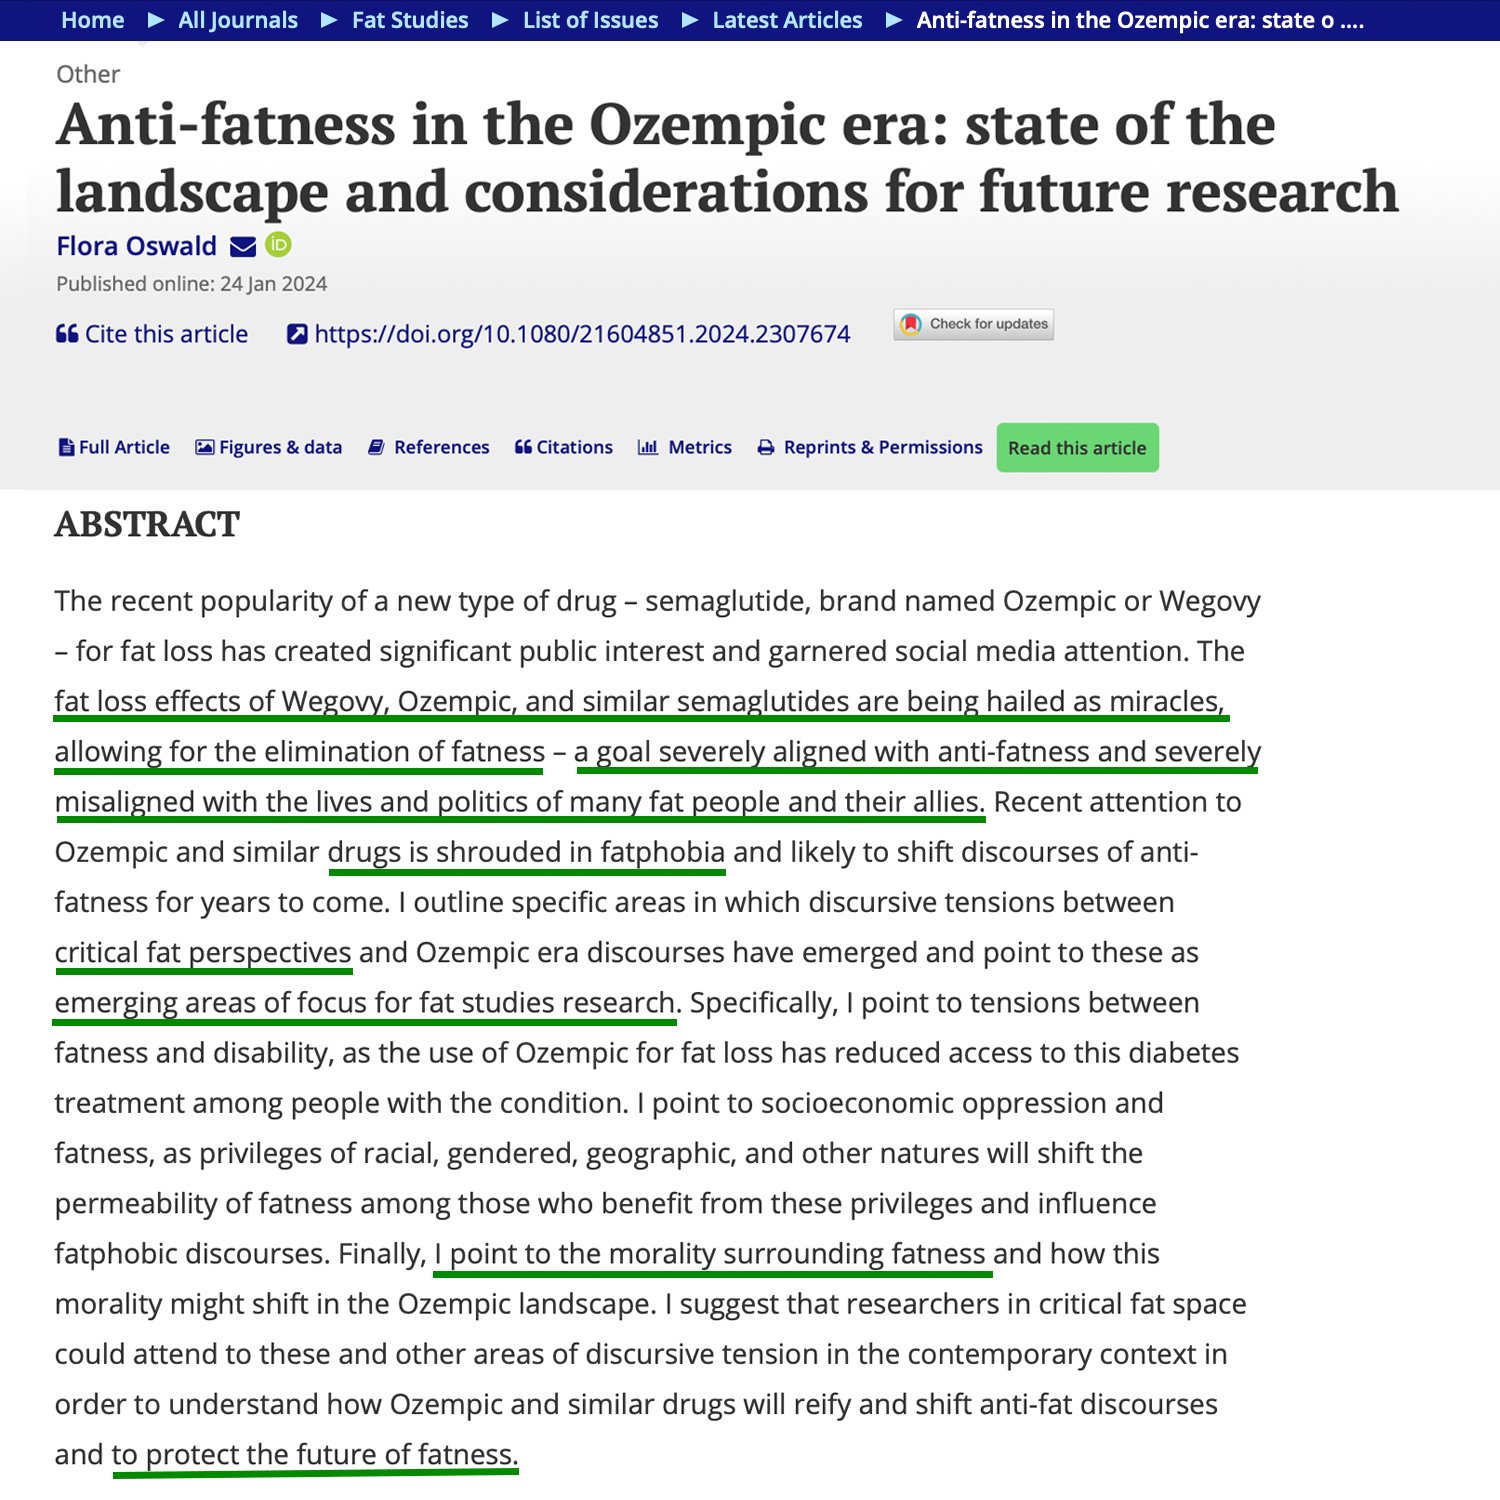 Home ▶ All Journals ▶ Fat Studies ▶ List of Issues ▶ Latest Articles ▶ Anti-fatness in the Ozempic era: state o ....
Other
Anti-fatness in the Ozempic era: state of the
landscape and considerations for future research
Flora Oswald iD
Published online: 24 Jan 2024
Cite this article https://doi.org/10.1080/21604851.2024.2307674 Check for updates
Full Article Figures & data References Citations Metrics Reprints & Permissions Read this article
ABSTRACT
The recent popularity of a new type of drug – semaglutide, brand named Ozempic or Wegovy
– for fat loss has created significant public interest and garnered social media attention. The
fat loss effects of Wegovy, Ozempic, and similar semaglutides are being hailed as miracles,
allowing for the elimination of fatness – a goal severely aligned with anti-fatness and severely
misaligned with the lives and politics of many fat people and their allies. Recent attention to
Ozempic and similar drugs is shrouded in fatphobia and likely to shift discourses of anti-
fatness for years to come. I outline specific areas in which discursive tensions between
critical fat perspectives and Ozempic era discourses have emerged and point to these as
emerging areas of focus for fat studies research. Specifically, I point to tensions between
fatness and disability, as the use of Ozempic for fat loss has reduced access to this diabetes
treatment among people with the condition. I point to socioeconomic oppression and
fatness, as privileges of racial, gendered, geographic, and other natures will shift the
permeability of fatness among those who benefit from these privileges and influence
fatphobic discourses. Finally, I point to the morality surrounding fatness and how this
morality might shift in the Ozempic landscape. I suggest that researchers in critical fat space
could attend to these and other areas of discursive tension in the contemporary context in
order to understand how Ozempic and similar drugs will reify and shift anti-fat discourses
and to protect the future of fatness.